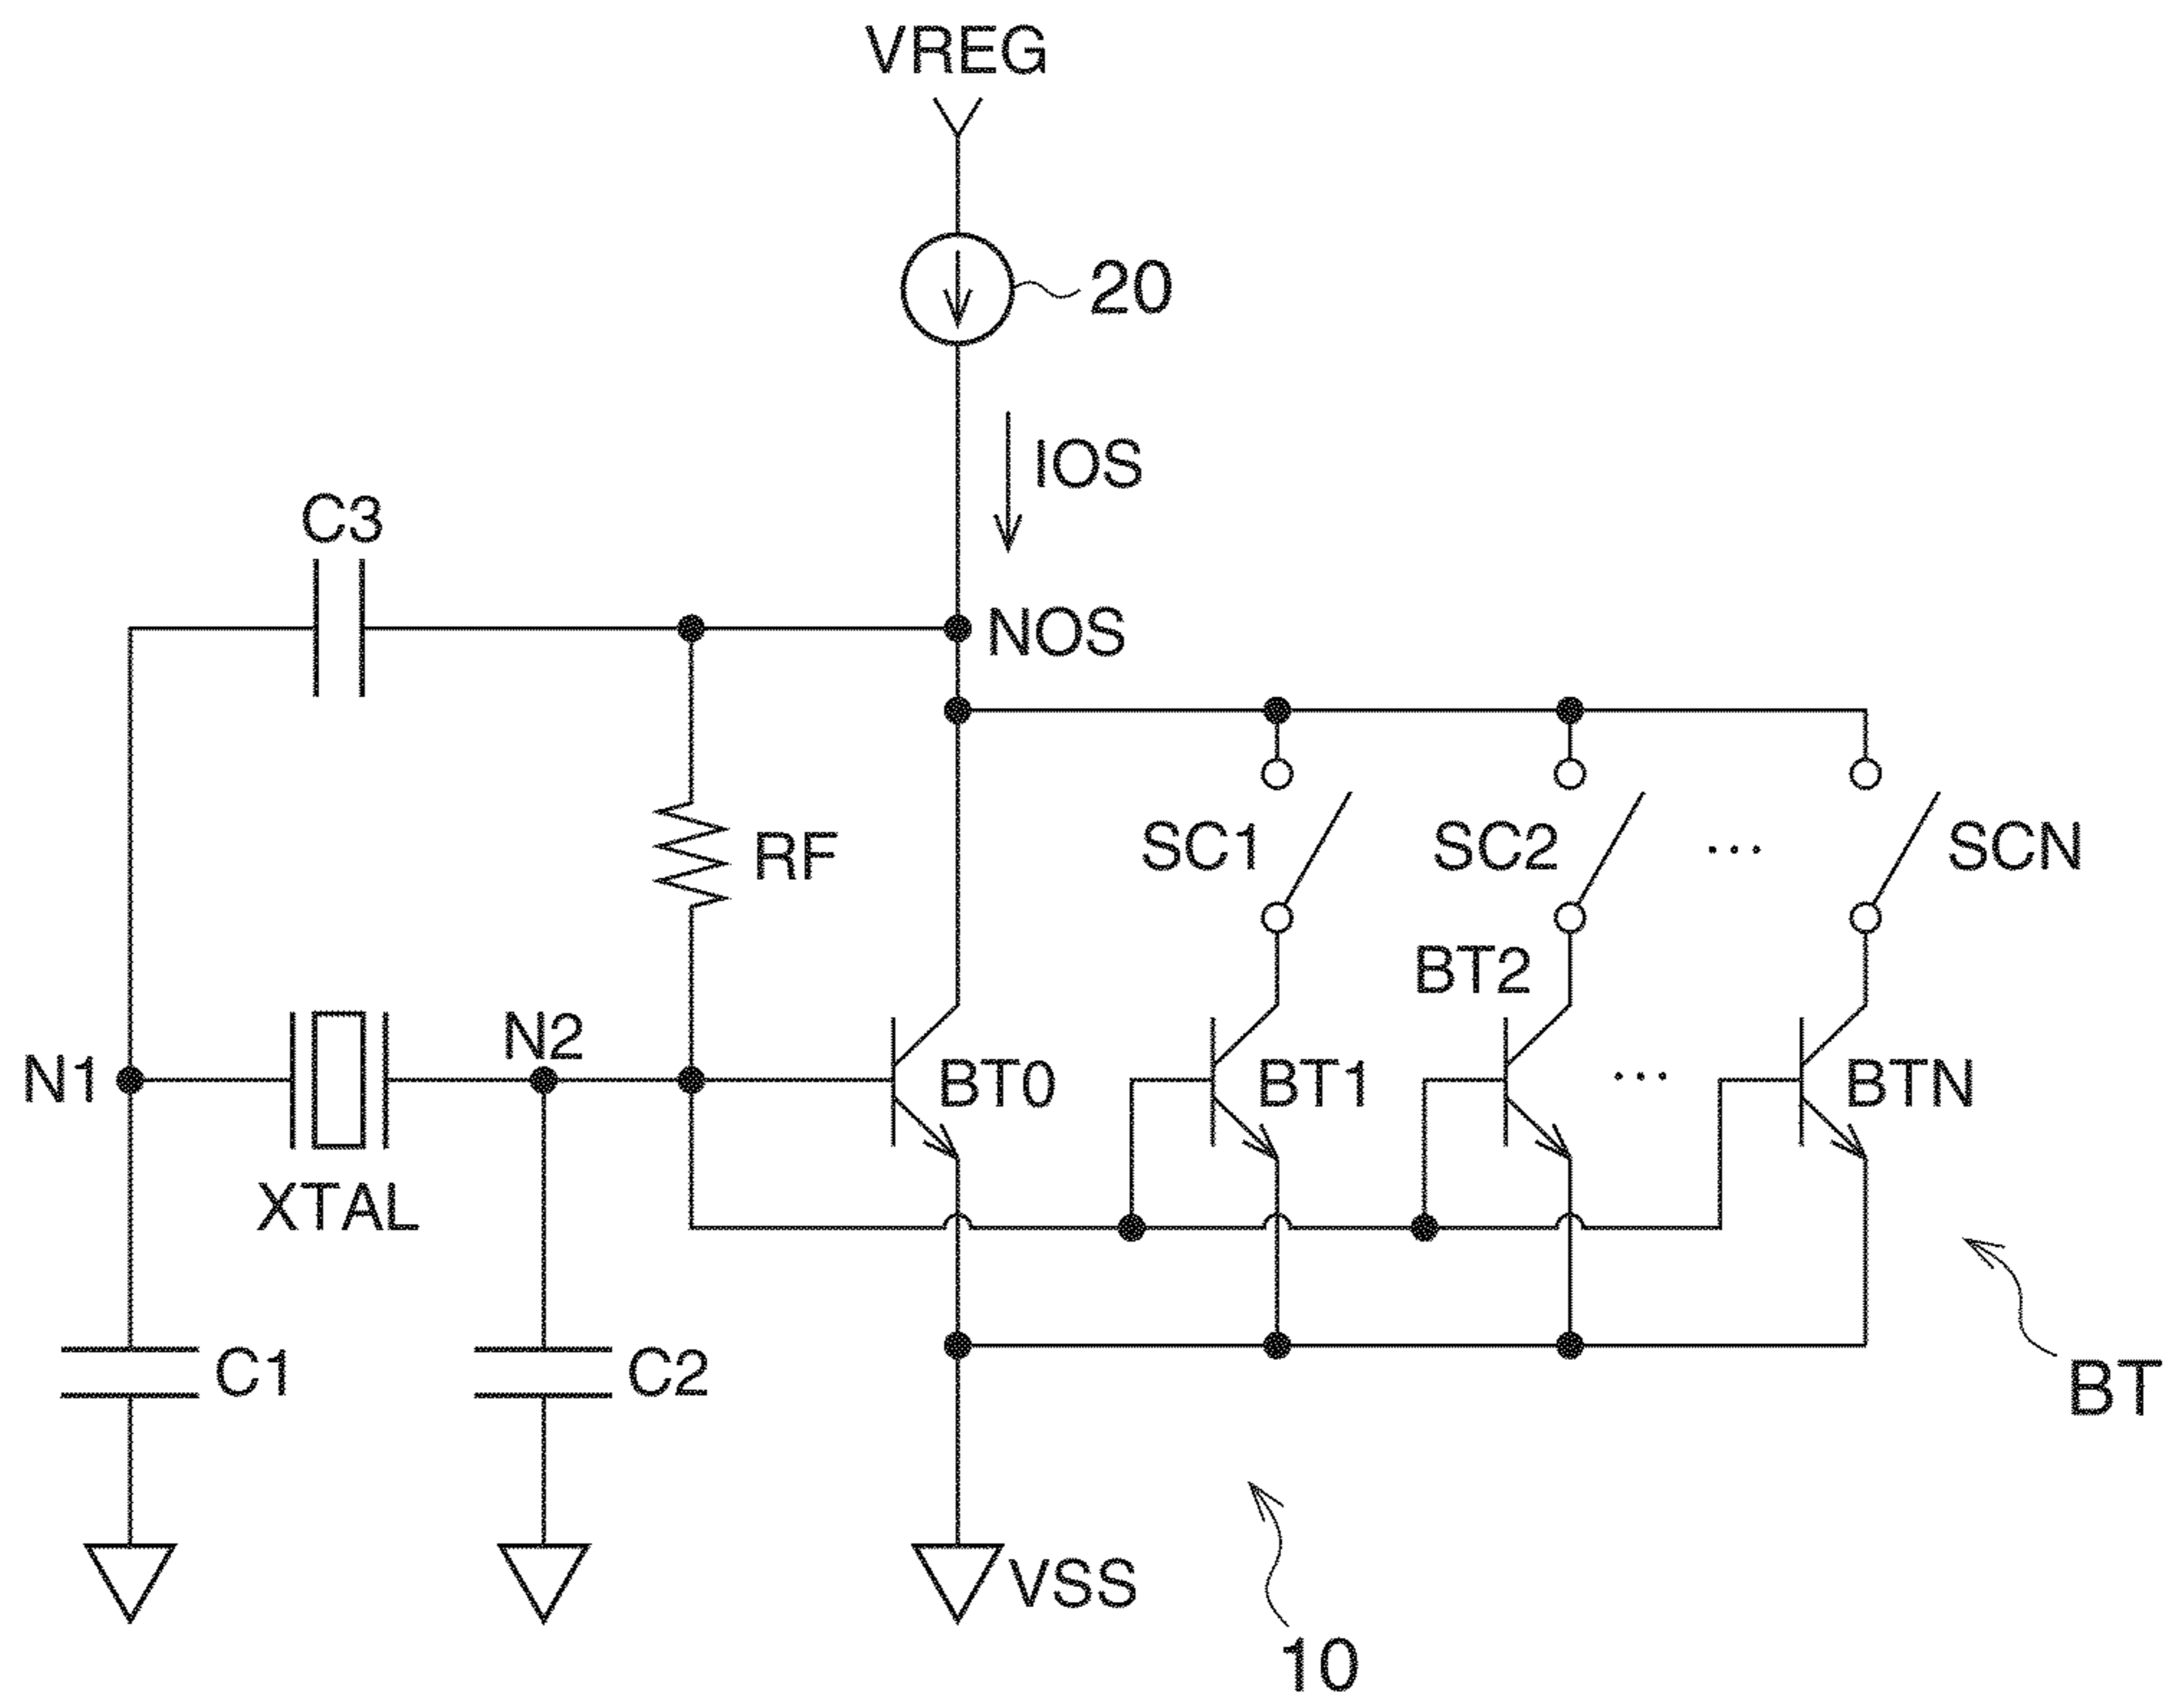 VREG
20
IOS
C3
NOS
SC1 SC2 ... SCN
RF
BT2
N1 N2 BT0 BT1 ... BTN
XTAL
C1 C2 BT
VSS
10